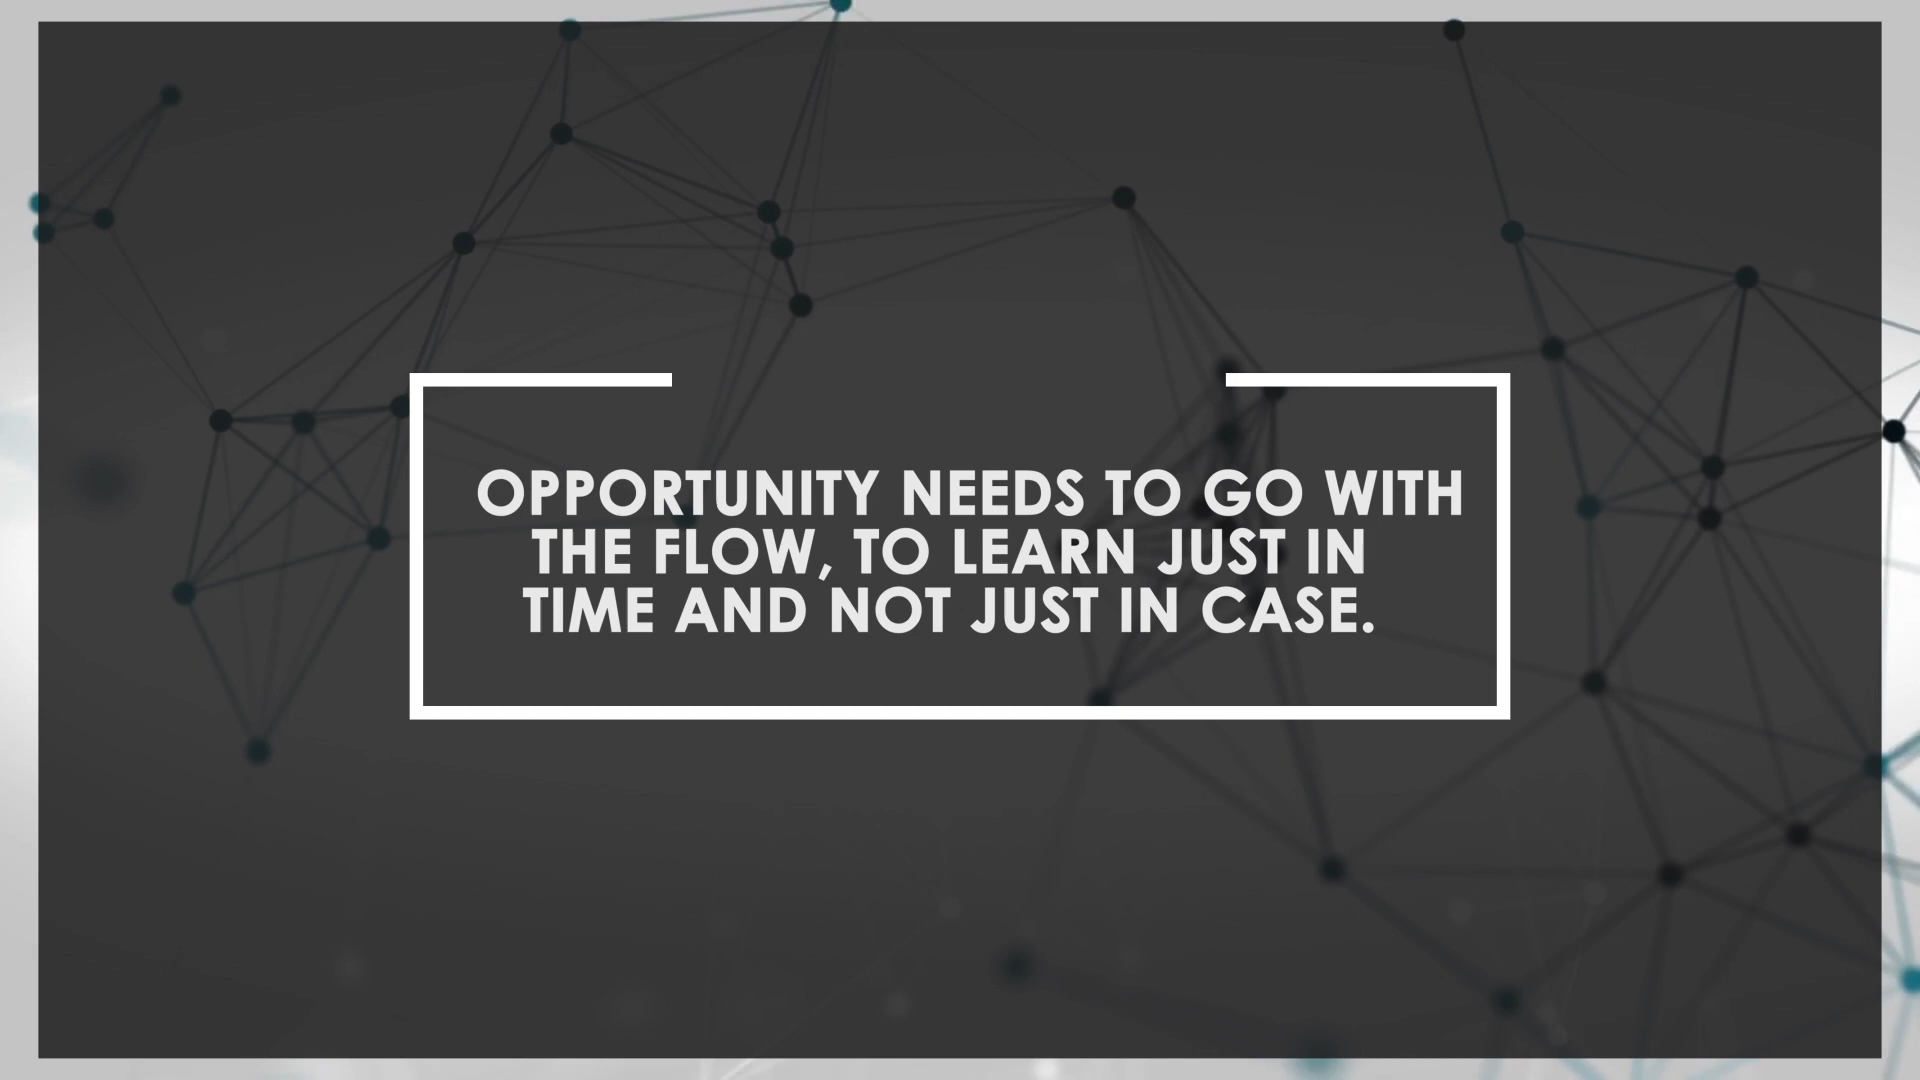 OPPORTUNITY NEEDS TO GO WITH
THE FLOW, TO LEARN JUST IN
TIME AND NOT JUST IN CASE.